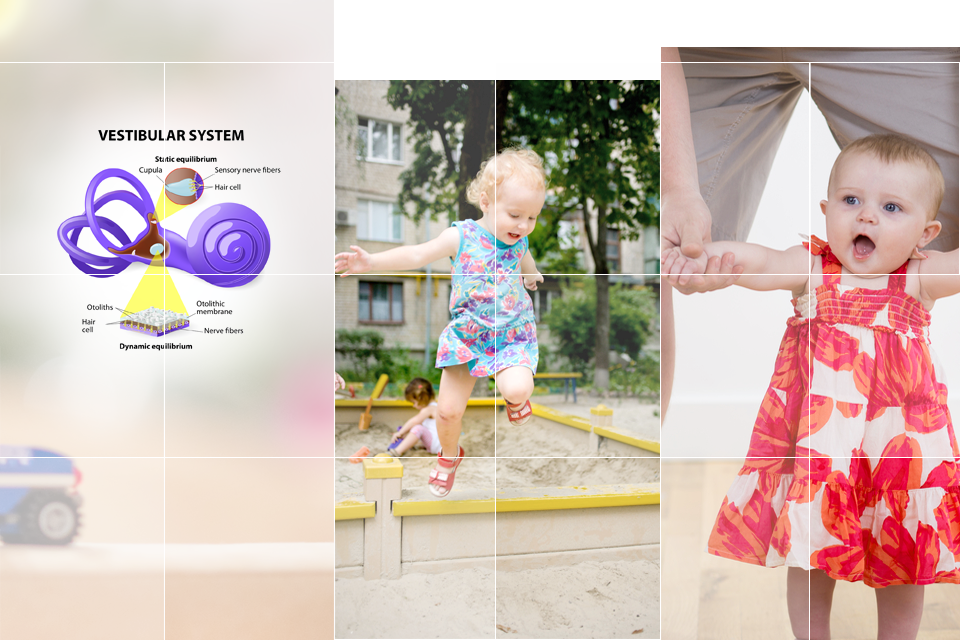 VESTIBULAR SYSTEM
Static equilibrium
Cupula
Sensory nerve fibers
Hair cell
Otoliths
Otolithic
membrane
Hair
cell
Nerve fibers
Dynamic equilibrium